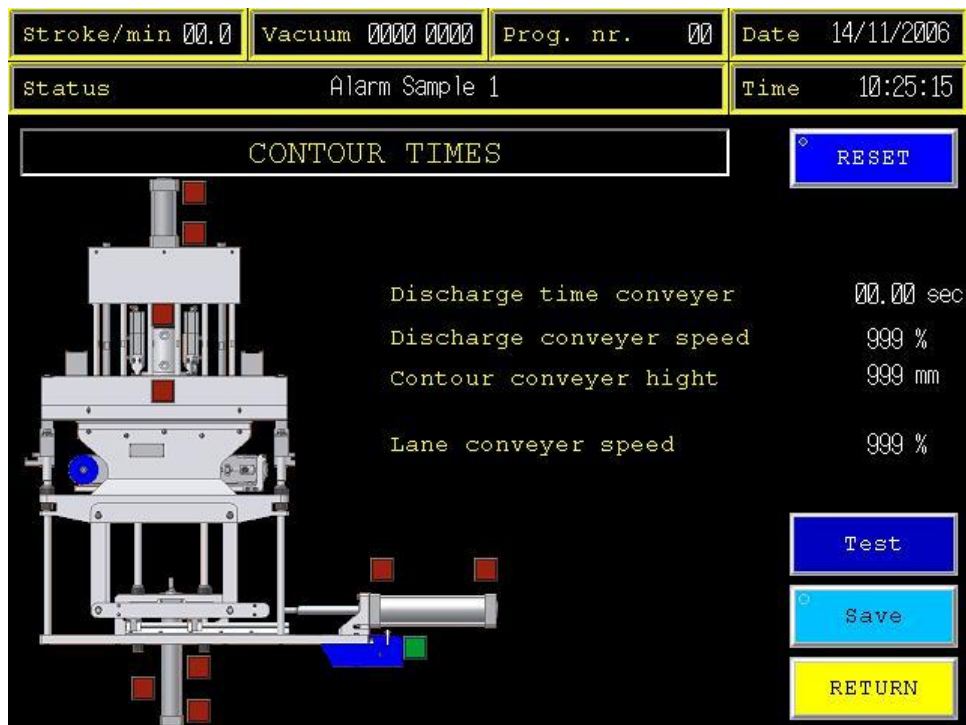 Stroke/min 00.0 Vacuum 0000 0000 Prog. nr. 00 Date 14/11/2006
Status Alarm Sample 1 Time 10:25:15
CONTOUR TIMES
RESET
Discharge time conveyer 00.00 sec
Discharge conveyer speed 999 %
Contour conveyer hight 999 mm
Lane conveyer speed 999 %
Test
Save
RETURN